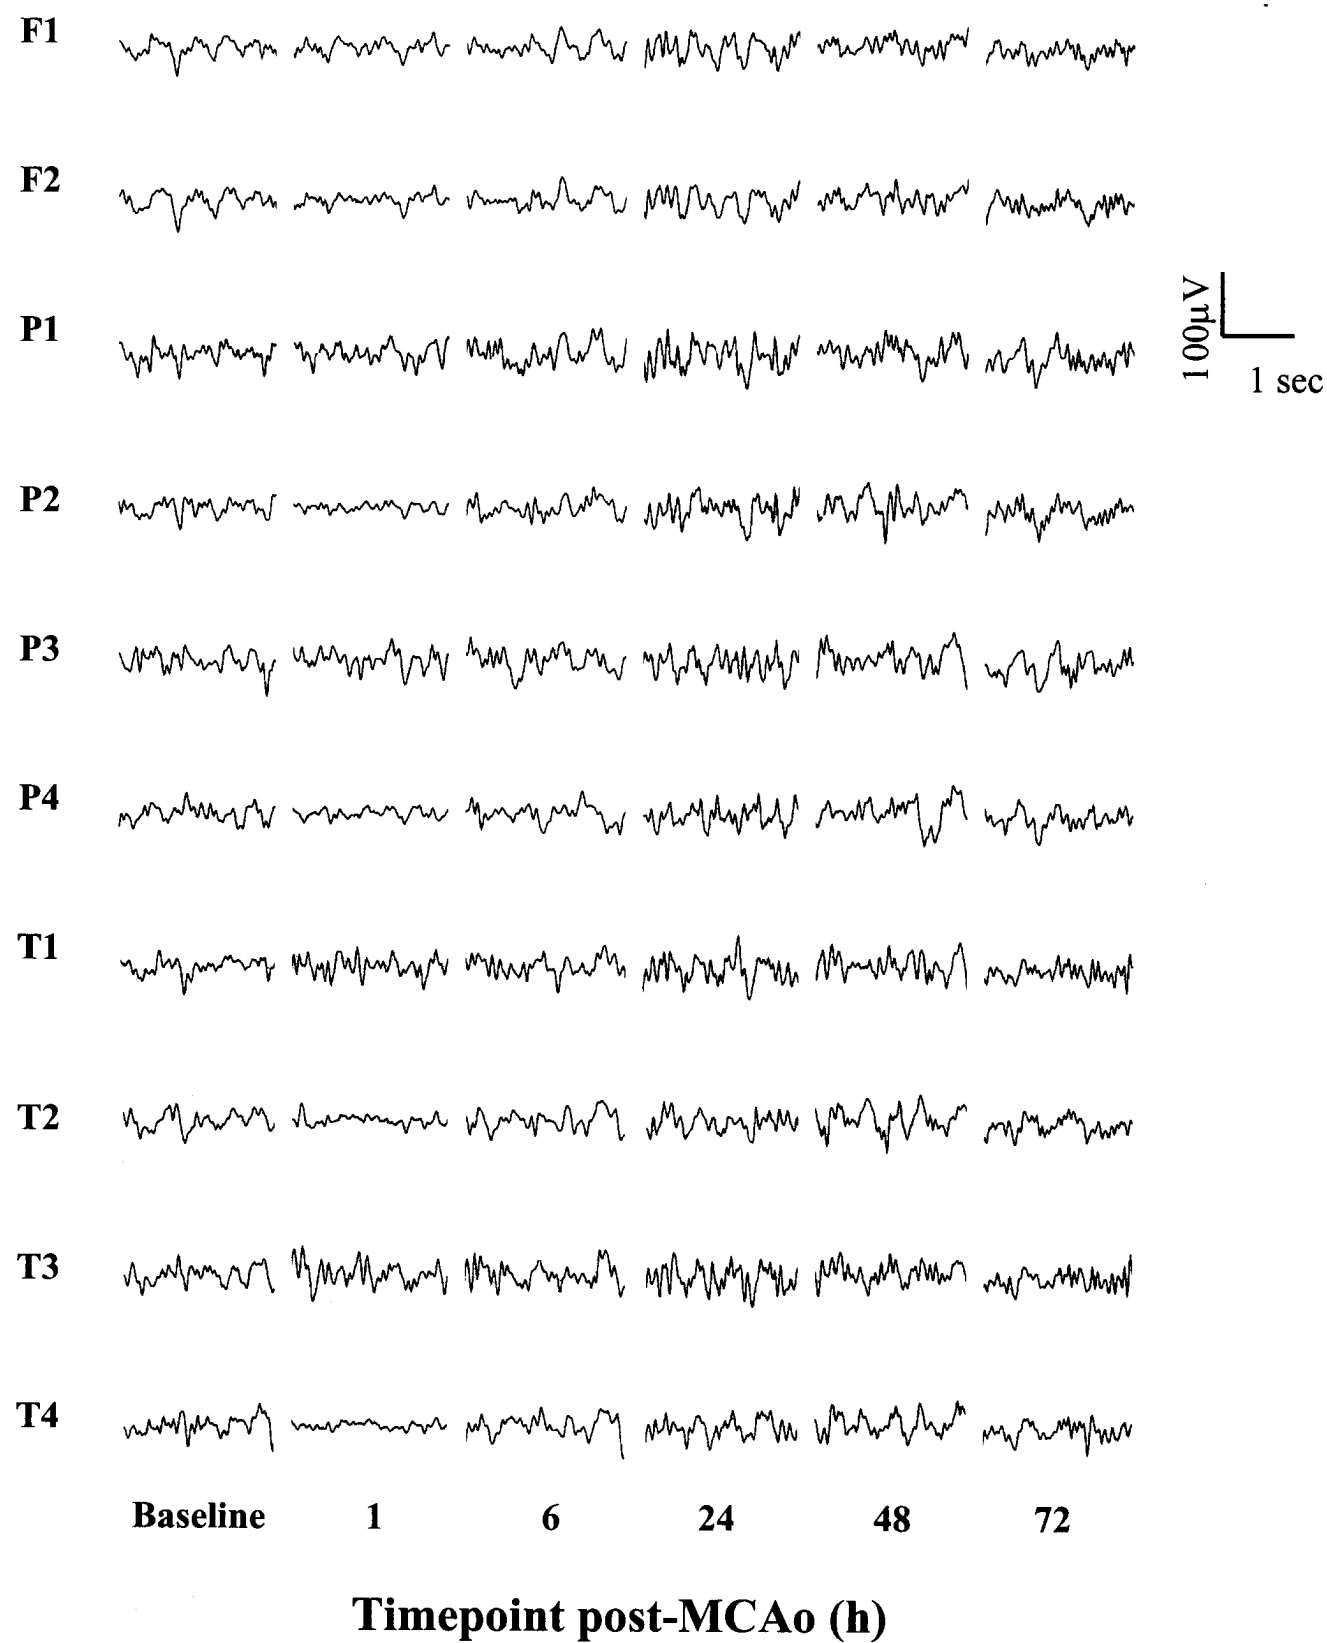 F1
F2
P1
100μV
1 sec
P2
P3
P4
T1
T2
T3
T4
Baseline 1 6 24 48 72
Timepoint post-MCAo (h)